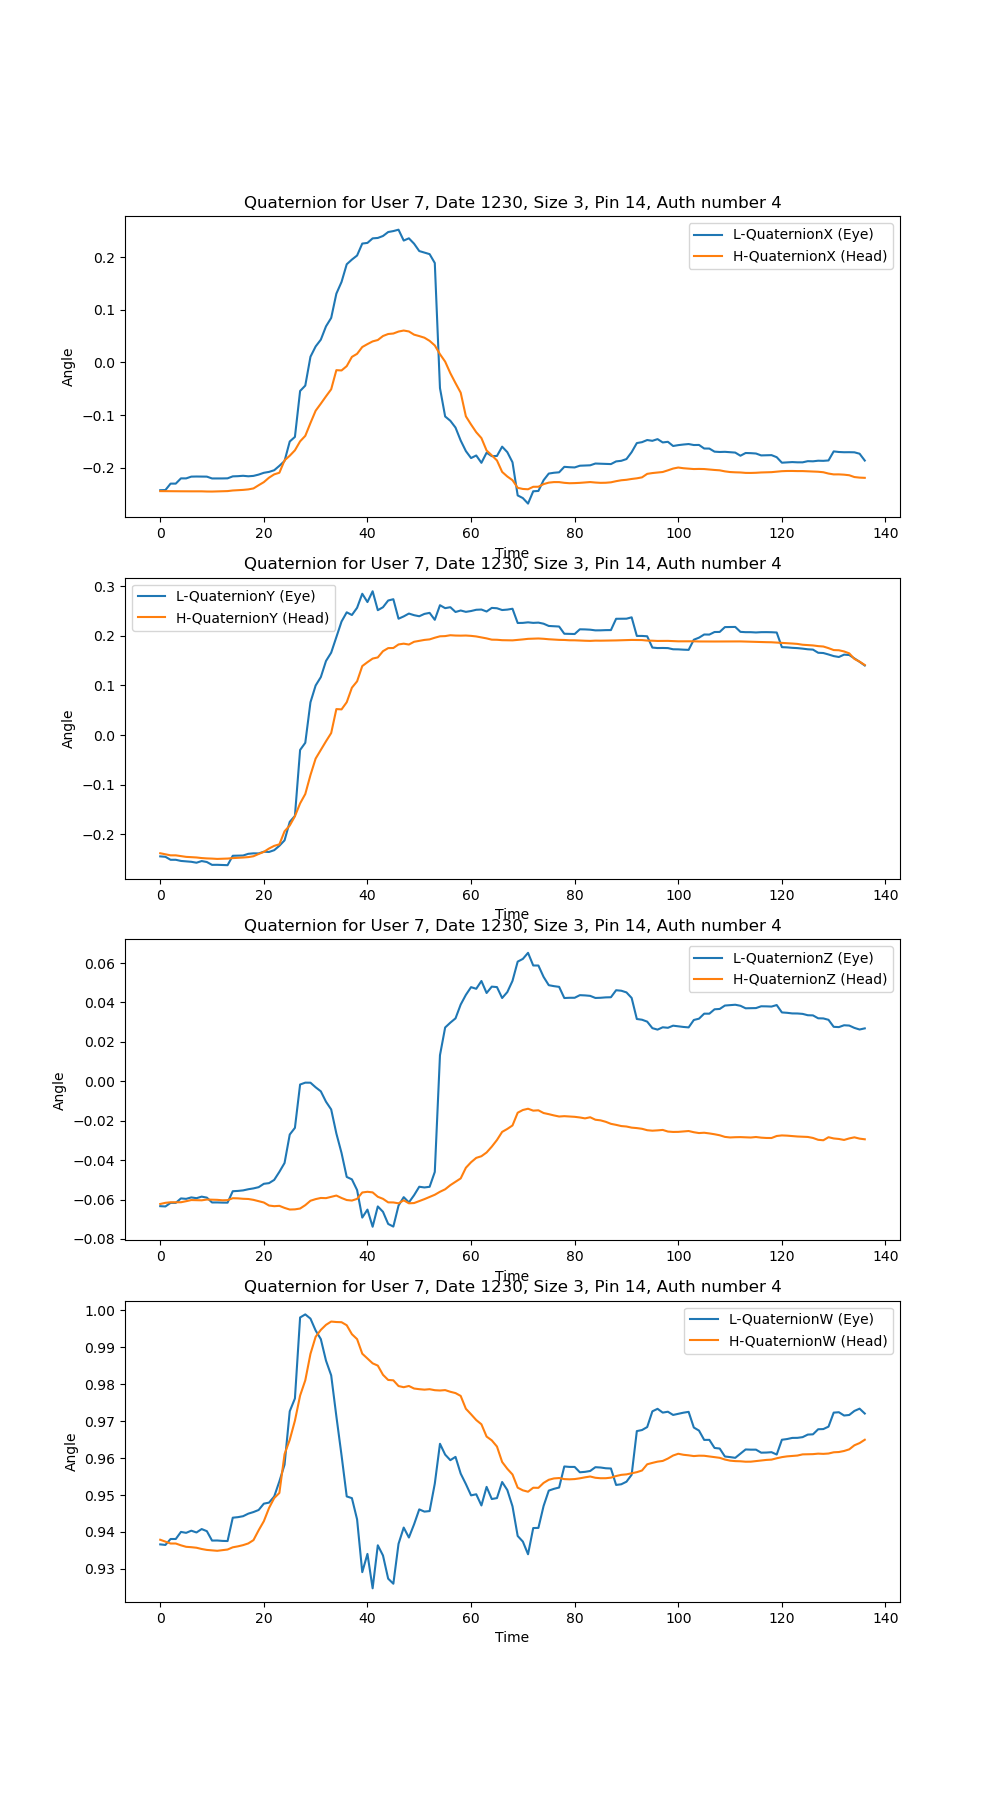 Quaternion for User 7, Date 1230, Size 3, Pin 14, Auth number 4
L-QuaternionX (Eye)
H-QuaternionX (Head)
0.2
0.1
0.0
−0.1
−0.2
Angle
0 20 40 60 80 100 120 140
Time
Quaternion for User 7, Date 1230, Size 3, Pin 14, Auth number 4
L-QuaternionY (Eye)
H-QuaternionY (Head)
0.3
0.2
0.1
0.0
−0.1
−0.2
Angle
0 20 40 60 80 100 120 140
Time
Quaternion for User 7, Date 1230, Size 3, Pin 14, Auth number 4
L-QuaternionZ (Eye)
H-QuaternionZ (Head)
0.06
0.04
0.02
0.00
−0.02
−0.04
−0.06
−0.08
Angle
0 20 40 60 80 100 120 140
Time
Quaternion for User 7, Date 1230, Size 3, Pin 14, Auth number 4
L-QuaternionW (Eye)
H-QuaternionW (Head)
1.00
0.99
0.98
0.97
0.96
0.95
0.94
0.93
Angle
0 20 40 60 80 100 120 140
Time